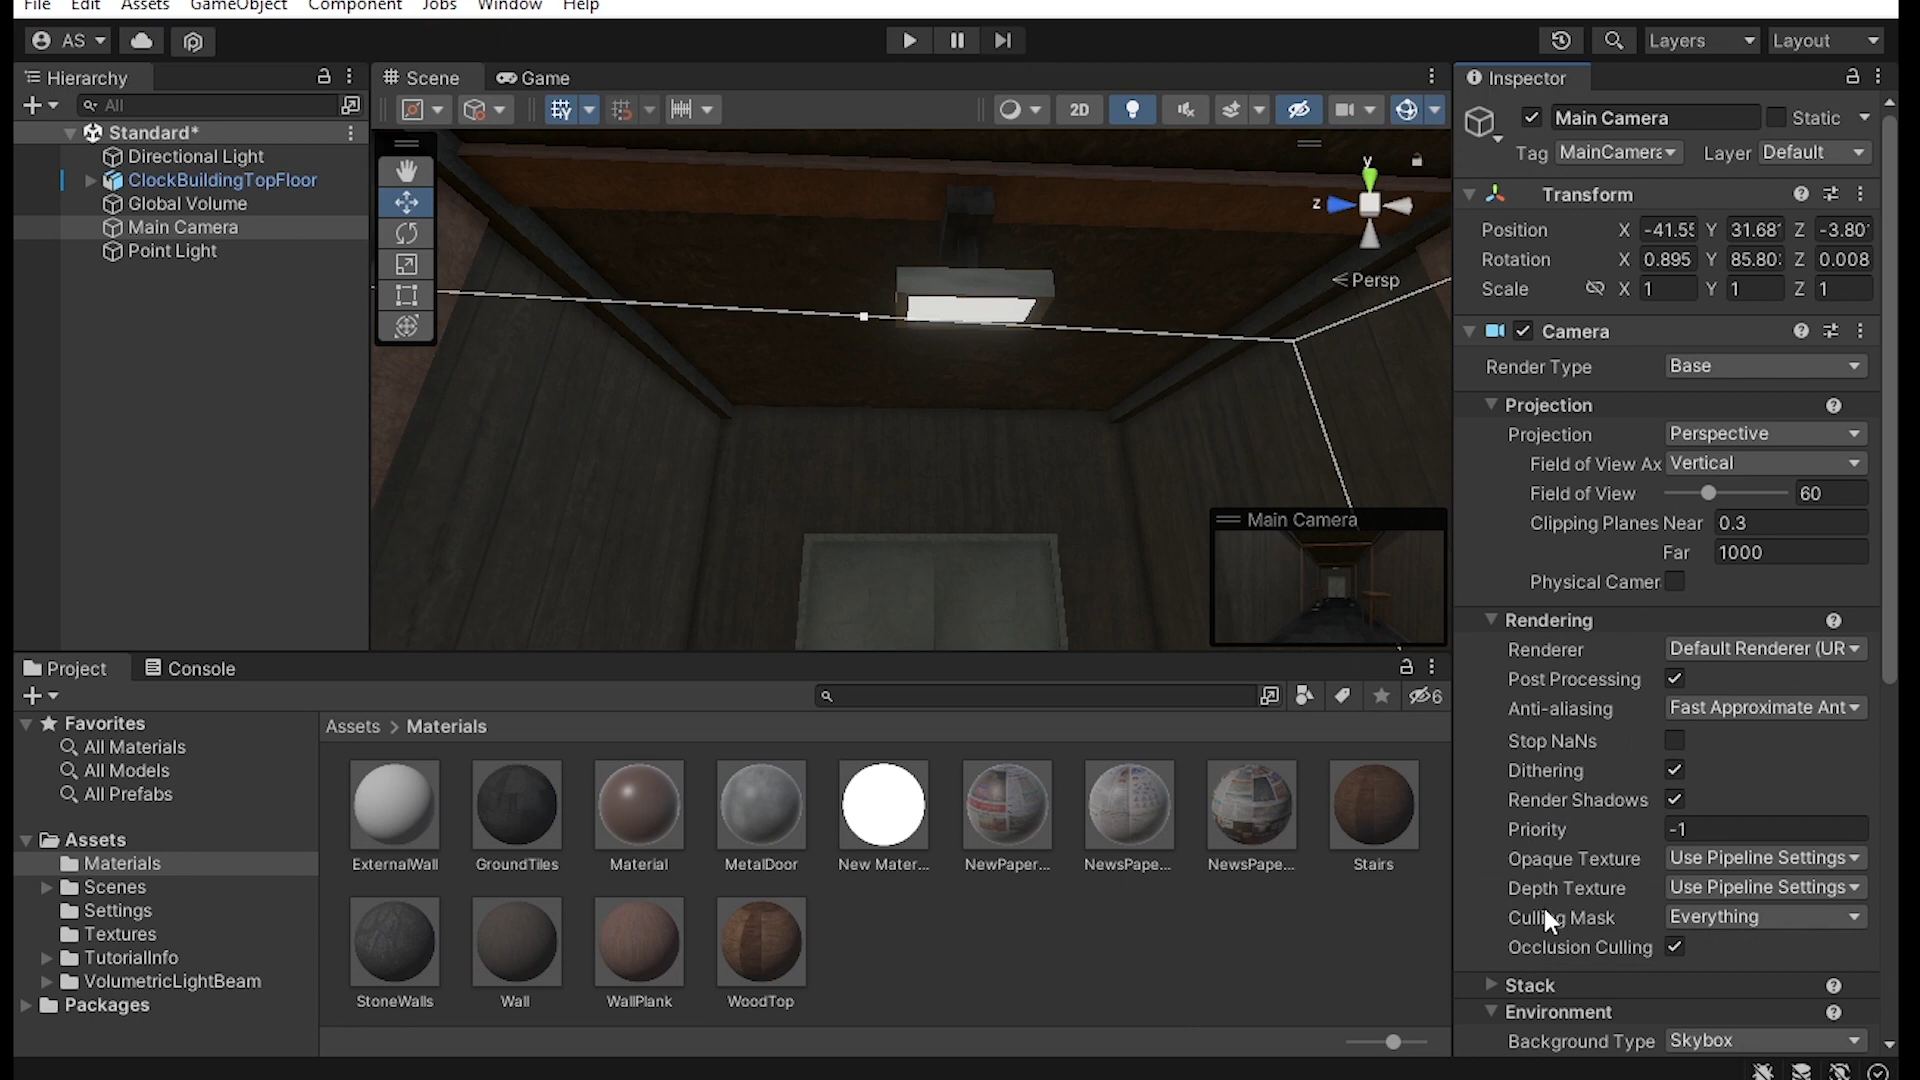 File Edit Assets GameObject Component Jobs Window Help
AS
Layers
Layout
Hierarchy
All
Standard*
Directional Light
ClockBuildingTopFloor
Global Volume
Main Camera
Point Light
Scene
Game
2D
y
z
< Persp
Main Camera
Project
Console
6
Favorites
All Materials
All Models
All Prefabs
Assets
Materials
Scenes
Settings
Textures
TutorialInfo
VolumetricLightBeam
Packages
Assets > Materials
ExternalWall
GroundTiles
Material
MetalDoor
New Mater...
NewPaper...
NewsPape...
NewsPape...
Stairs
StoneWalls
Wall
WallPlank
WoodTop
Inspector
Main Camera
Static
Tag MainCamera
Layer Default
Transform
Position X -41.55 Y 31.68 Z -3.80
Rotation X 0.895 Y 85.80 Z 0.008
Scale X 1 Y 1 Z 1
Camera
Render Type Base
Projection
Projection Perspective
Field of View Ax Vertical
Field of View 60
Clipping Planes Near 0.3
Far 1000
Physical Camer
Rendering
Renderer Default Renderer (UR
Post Processing
Anti-aliasing Fast Approximate Ant
Stop NaNs
Dithering
Render Shadows
Priority -1
Opaque Texture Use Pipeline Settings
Depth Texture Use Pipeline Settings
Culling Mask Everything
Occlusion Culling
Stack
Environment
Background Type Skybox